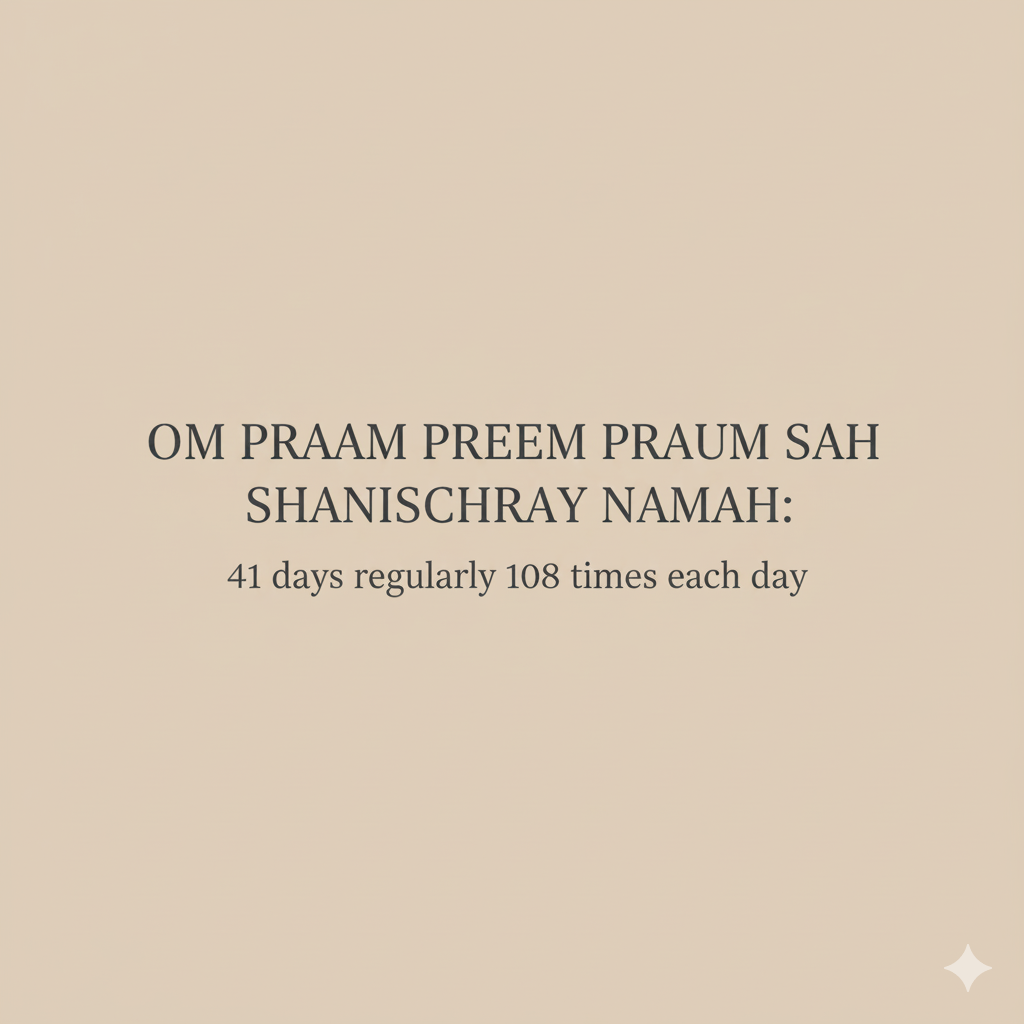 OM PRAAM PREEM PRAUM SAH
SHANISCHRAY NAMAH:
41 days regularly 108 times each day